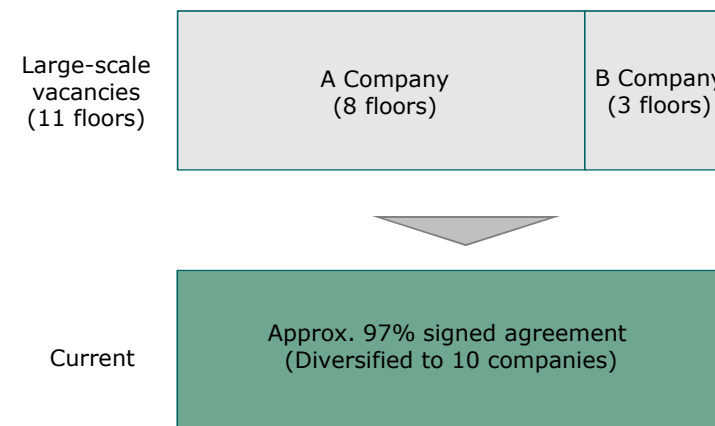 Large-scale
vacancies
(11 floors)
A Company
(8 floors)
B Company
(3 floors)
Current
Approx. 97% signed agreement
(Diversified to 10 companies)